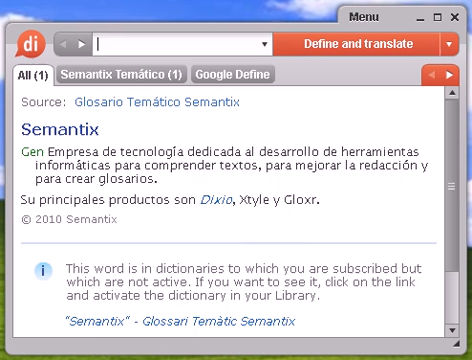 Menu
di
Define and translate
All (1)
Semantix Temático (1)
Google Define
Source: Glosario Temático Semantix
Semantix
Gen Empresa de tecnología dedicada al desarrollo de herramientas
informáticas para comprender textos, para mejorar la redacción y
para crear glosarios.
Su principales productos son Dixio, Xtyle y Gloxr.
© 2010 Semantix
i
This word is in dictionaries to which you are subscribed but
which are not active. If you want to see it, click on the link
and activate the dictionary in your Library.
"Semantix" - Glossari Temàtic Semantix